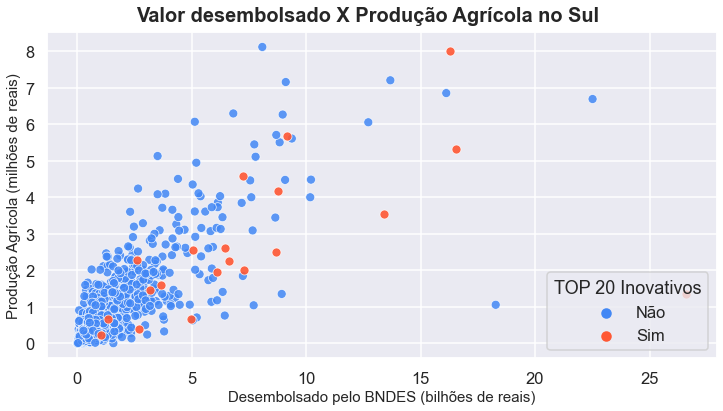 Valor desembolsado X Produção Agrícola no Sul
Produção Agrícola (milhões de reais)
8
7
6
5
4
3
2
1
0
TOP 20 Inovativos
Não
Sim
0 5 10 15 20 25
Desembolsado pelo BNDES (bilhões de reais)